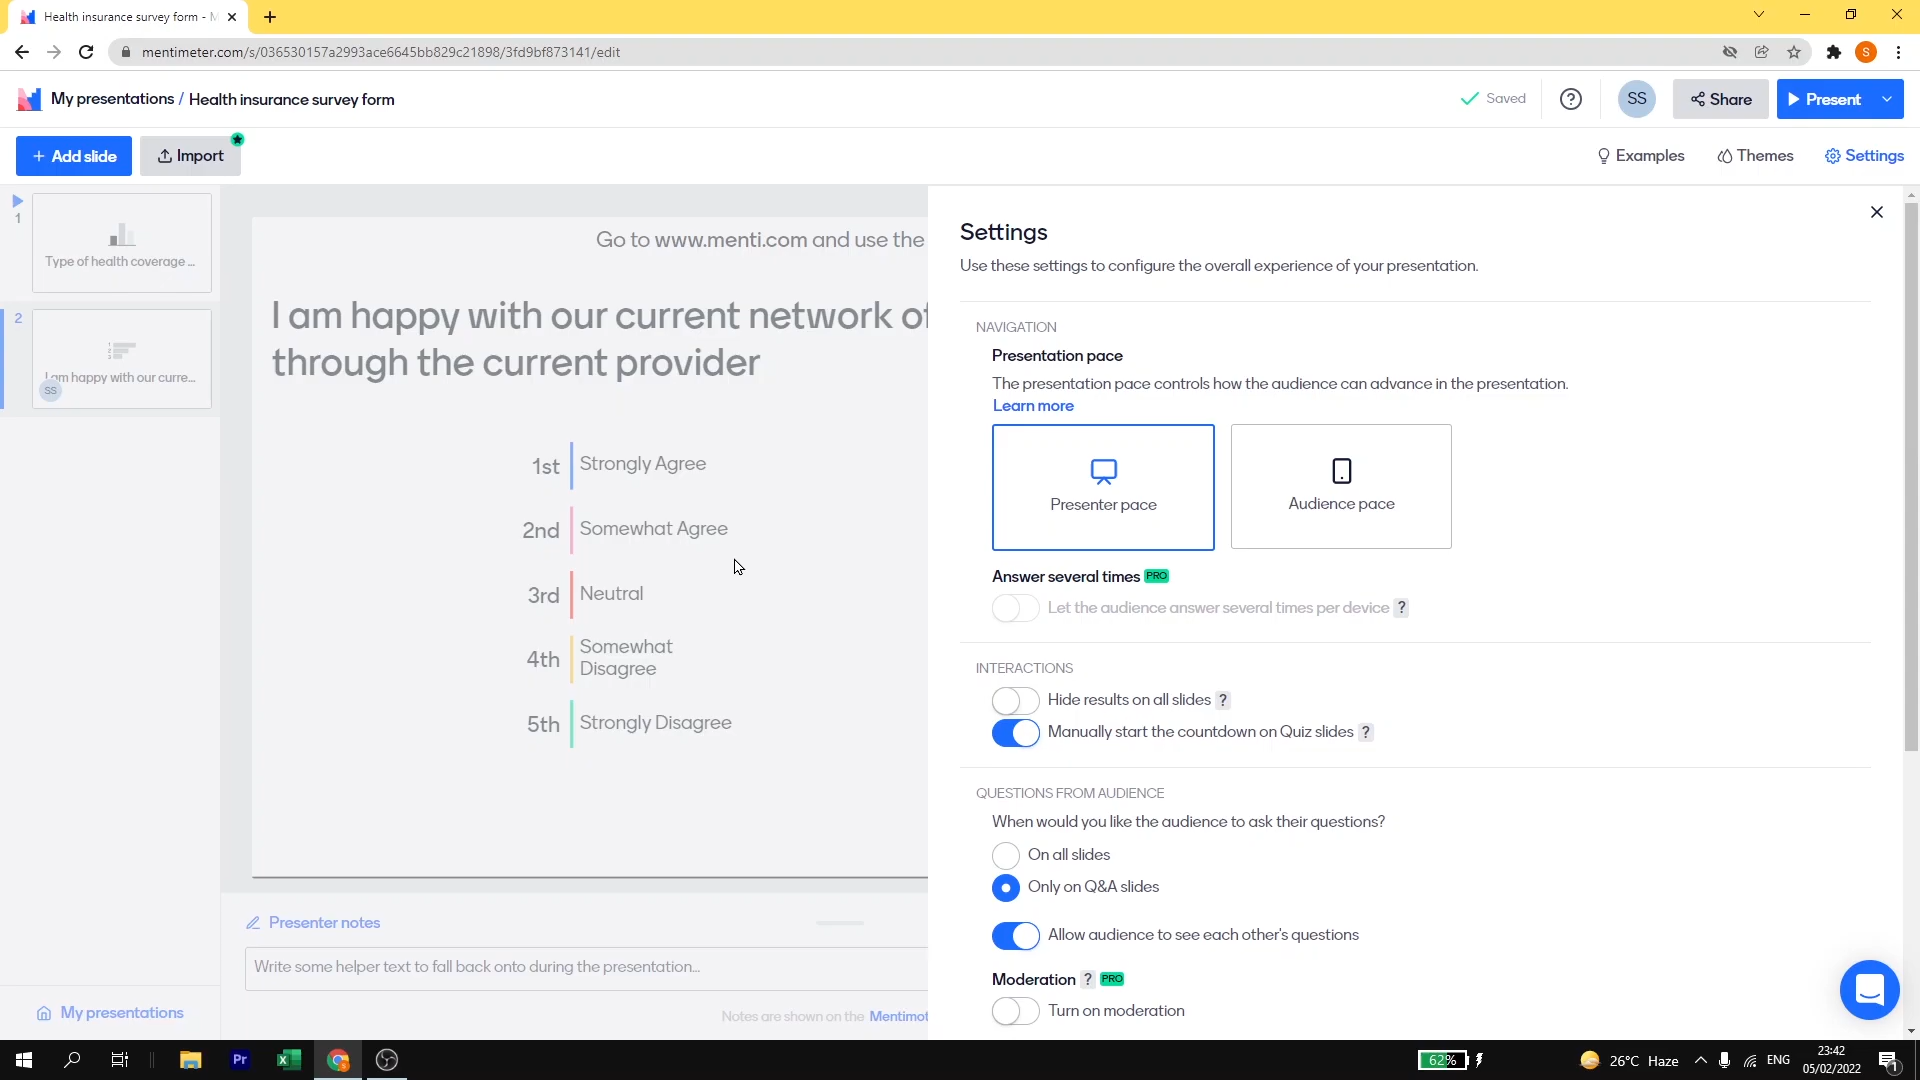 Health insurance survey form - M
mentimeter.com/s/036530157a2993ace6645bb829c21898/3fd9bf873141/edit
S
My presentations / Health insurance survey form
Saved
SS
Share
Present
+ Add slide
Import
Examples
Themes
Settings
1
Type of health coverage ...
2
I am happy with our curre...
SS
Go to www.menti.com and use the
I am happy with our current network of
through the current provider
1st Strongly Agree
2nd Somewhat Agree
3rd Neutral
4th Somewhat
Disagree
5th Strongly Disagree
Presenter notes
Write some helper text to fall back onto during the presentation...
Notes are shown on the Mentimot
My presentations
Settings
Use these settings to configure the overall experience of your presentation.
NAVIGATION
Presentation pace
The presentation pace controls how the audience can advance in the presentation.
Learn more
Presenter pace
Audience pace
Answer several times PRO
Let the audience answer several times per device ?
INTERACTIONS
Hide results on all slides ?
Manually start the countdown on Quiz slides ?
QUESTIONS FROM AUDIENCE
When would you like the audience to ask their questions?
On all slides
Only on Q&A slides
Allow audience to see each other's questions
Moderation ? PRO
Turn on moderation
Pr
62%
26°C Haze
ENG
23:42
05/02/2022
1